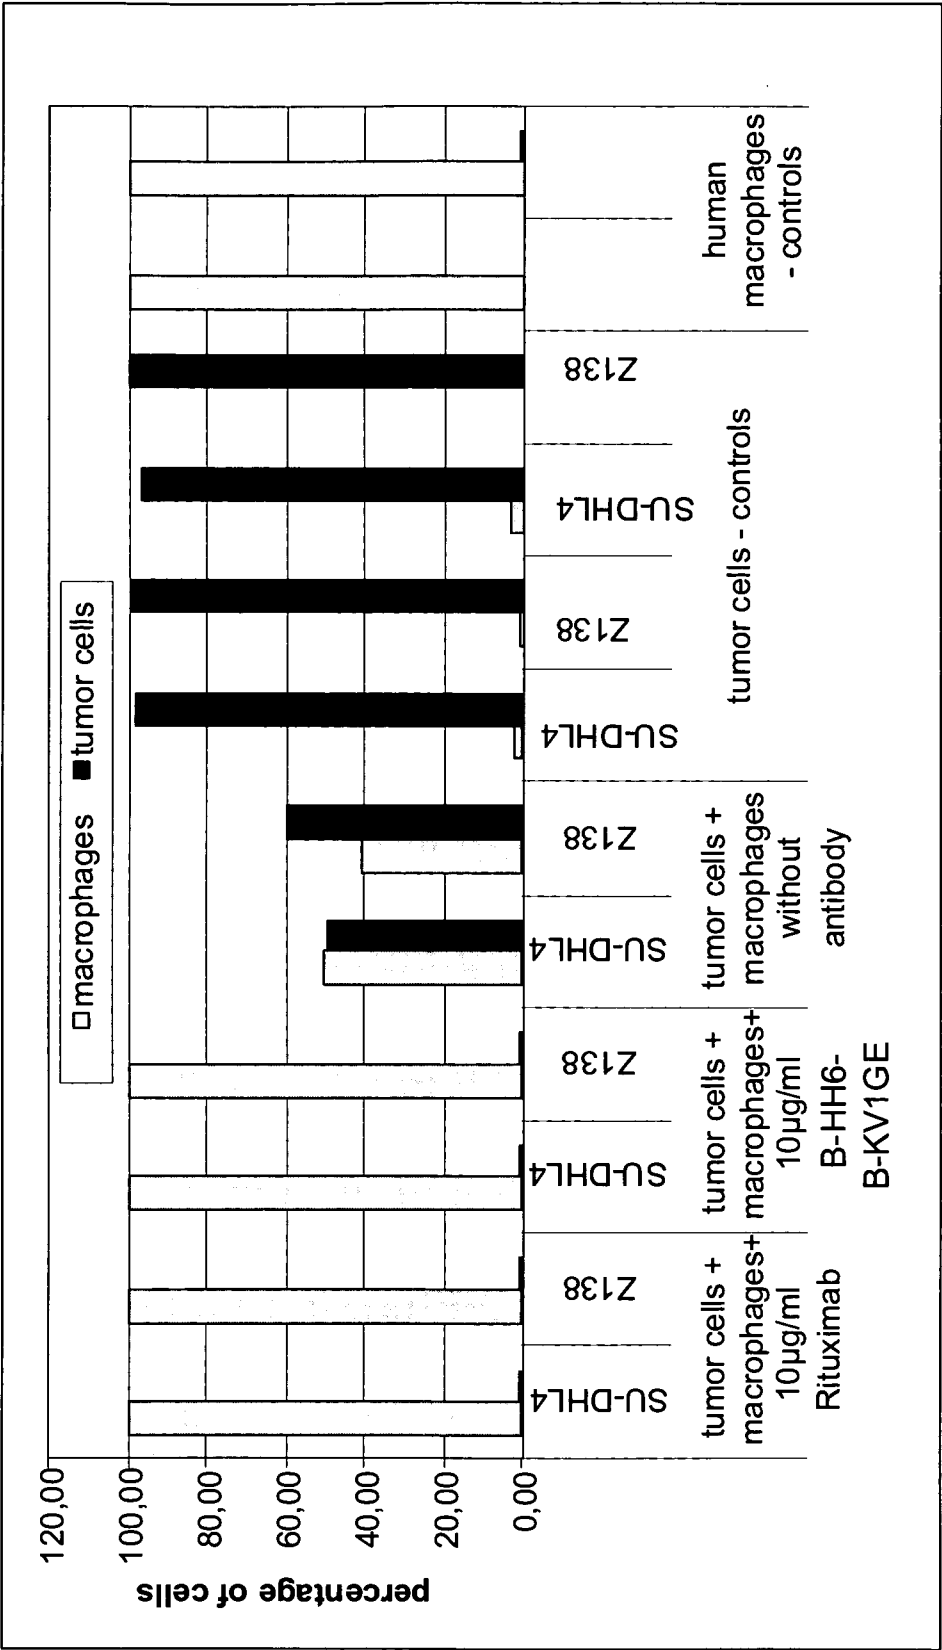 □macrophages ■tumor cells
percentage of cells
120,00
100,00
80,00
60,00
40,00
20,00
0,00
SU-DHL4
Z138
SU-DHL4
Z138
SU-DHL4
Z138
SU-DHL4
Z138
SU-DHL4
Z138
tumor cells +
macrophages+
10µg/ml
Rituximab
tumor cells +
macrophages+
10µg/ml
B-HH6-
B-KV1GE
tumor cells +
macrophages
without
antibody
tumor cells - controls
human
macrophages
- controls